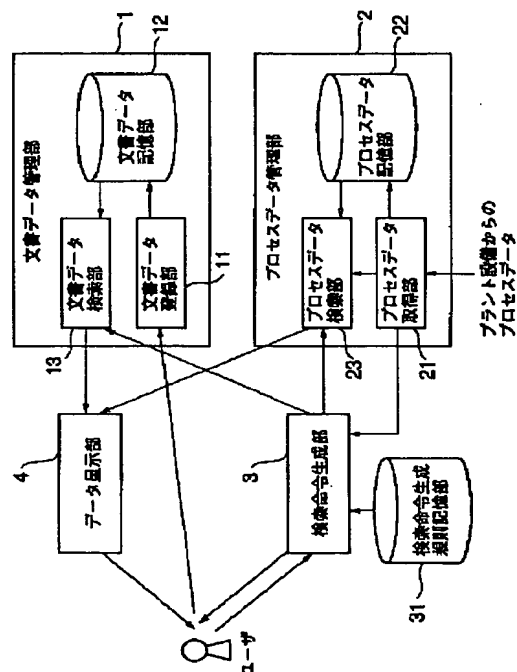 1
文書データ管理部
12
文書データ
記憶部
文書データ
検索部
13
文書データ
登録部
11
2
プロセスデータ管理部
22
プロセスデータ
記憶部
プロセスデータ
検索部
23
プロセスデータ
取得部
21
プラント設備からの
プロセスデータ
4
データ呈示部
3
検索命令生成部
検索命令生成
規則記憶部
31
ユーザ